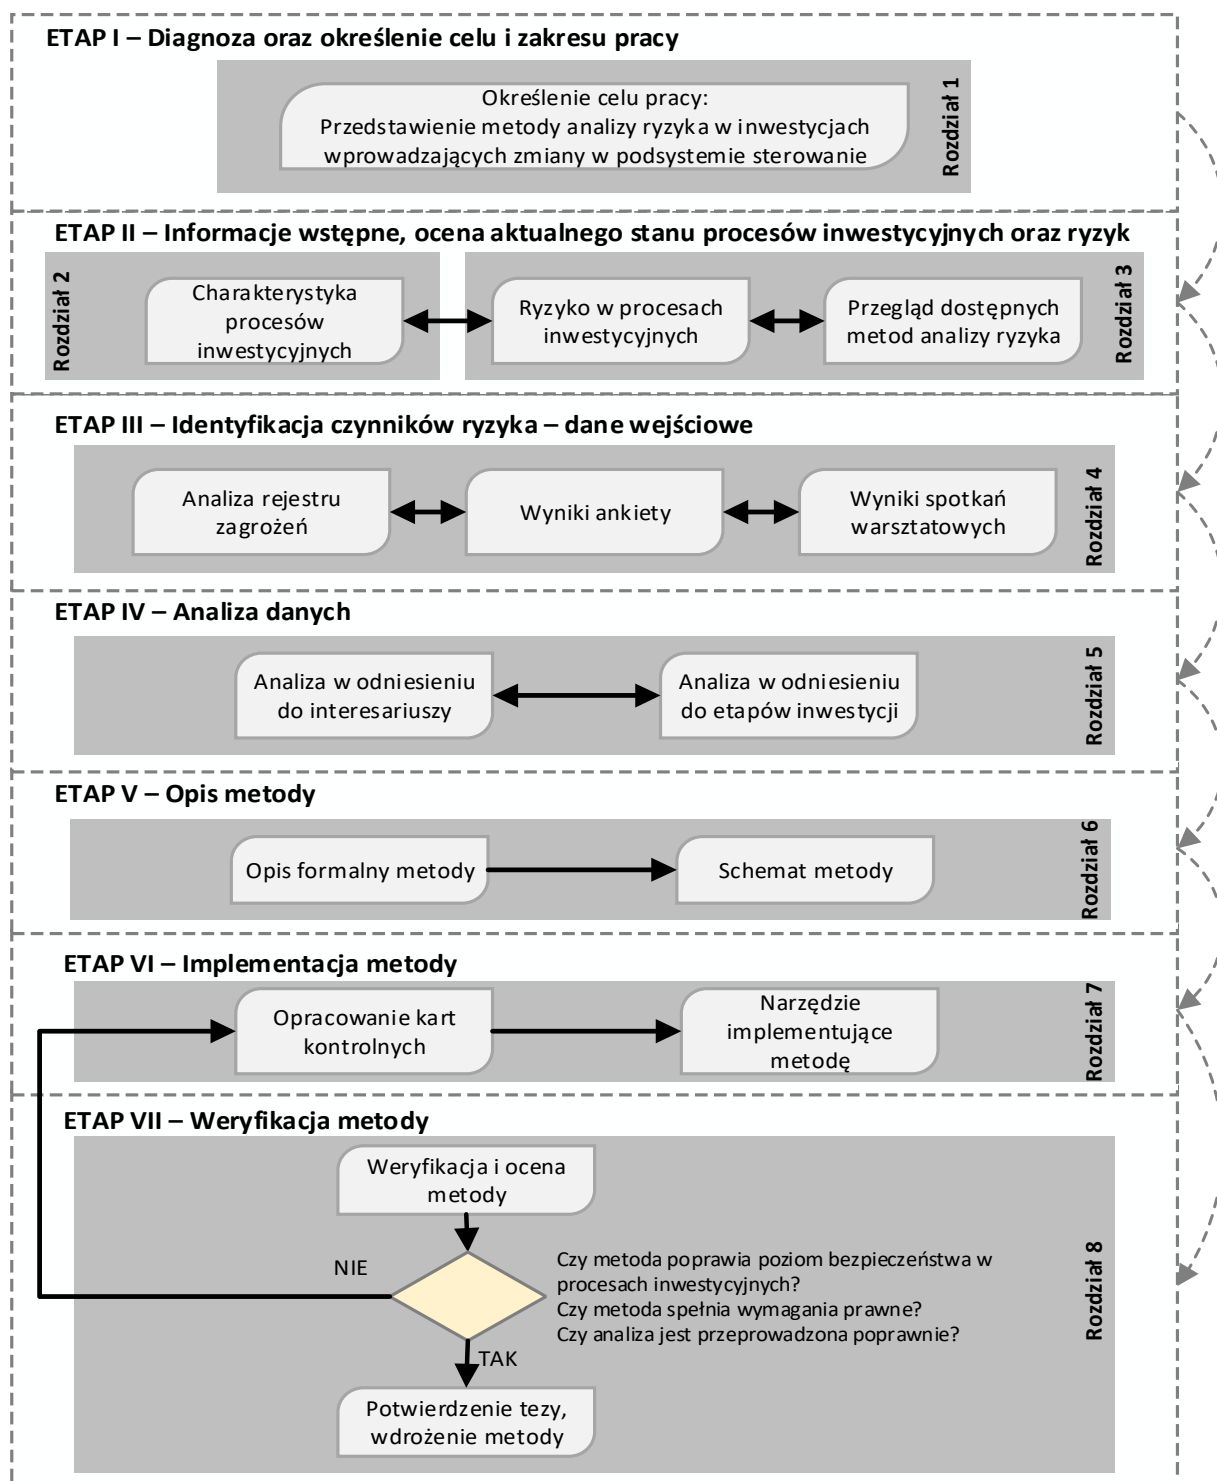 ETAP I – Diagnoza oraz określenie celu i zakresu pracy
Określenie celu pracy:
Przedstawienie metody analizy ryzyka w inwestycjach
wprowadzających zmiany w podsystemie sterowanie
Rozdział 1
ETAP II – Informacje wstępne, ocena aktualnego stanu procesów inwestycyjnych oraz ryzyk
Rozdział 2
Charakterystyka
procesów
inwestycyjnych
Ryzyko w procesach
inwestycyjnych
Przegląd dostępnych
metod analizy ryzyka
Rozdział 3
ETAP III – Identyfikacja czynników ryzyka – dane wejściowe
Analiza rejestru
zagrożeń
Wyniki ankiety
Wyniki spotkań
warsztatowych
Rozdział 4
ETAP IV – Analiza danych
Analiza w odniesieniu
do interesariuszy
Analiza w odniesieniu
do etapów inwestycji
Rozdział 5
ETAP V – Opis metody
Opis formalny metody
Schemat metody
Rozdział 6
ETAP VI – Implementacja metody
Opracowanie kart
kontrolnych
Narzędzie
implementujące
metodę
Rozdział 7
ETAP VII – Weryfikacja metody
Weryfikacja i ocena
metody
NIE
Czy metoda poprawia poziom bezpieczeństwa w
procesach inwestycyjnych?
Czy metoda spełnia wymagania prawne?
Czy analiza jest przeprowadzona poprawnie?
TAK
Potwierdzenie tezy,
wdrożenie metody
Rozdział 8